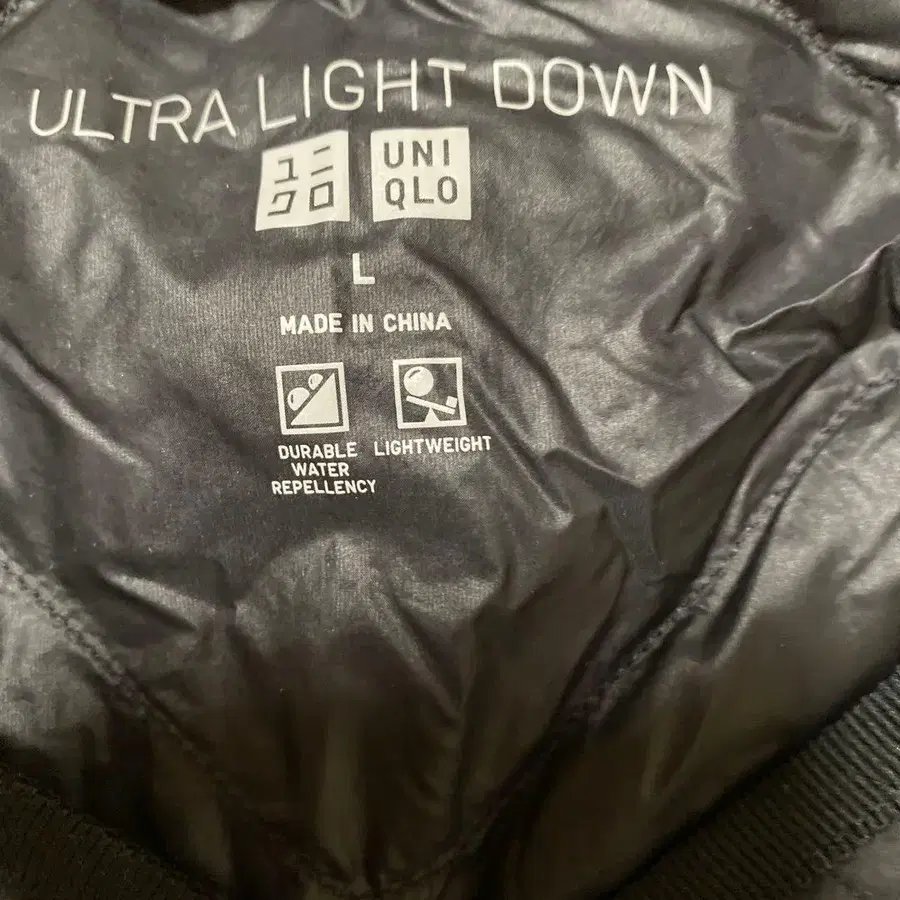 ULTRA LIGHT DOWN
ユニ UNI
クロ QLO
L
MADE IN CHINA
DURABLE LIGHTWEIGHT
WATER
REPELLENCY